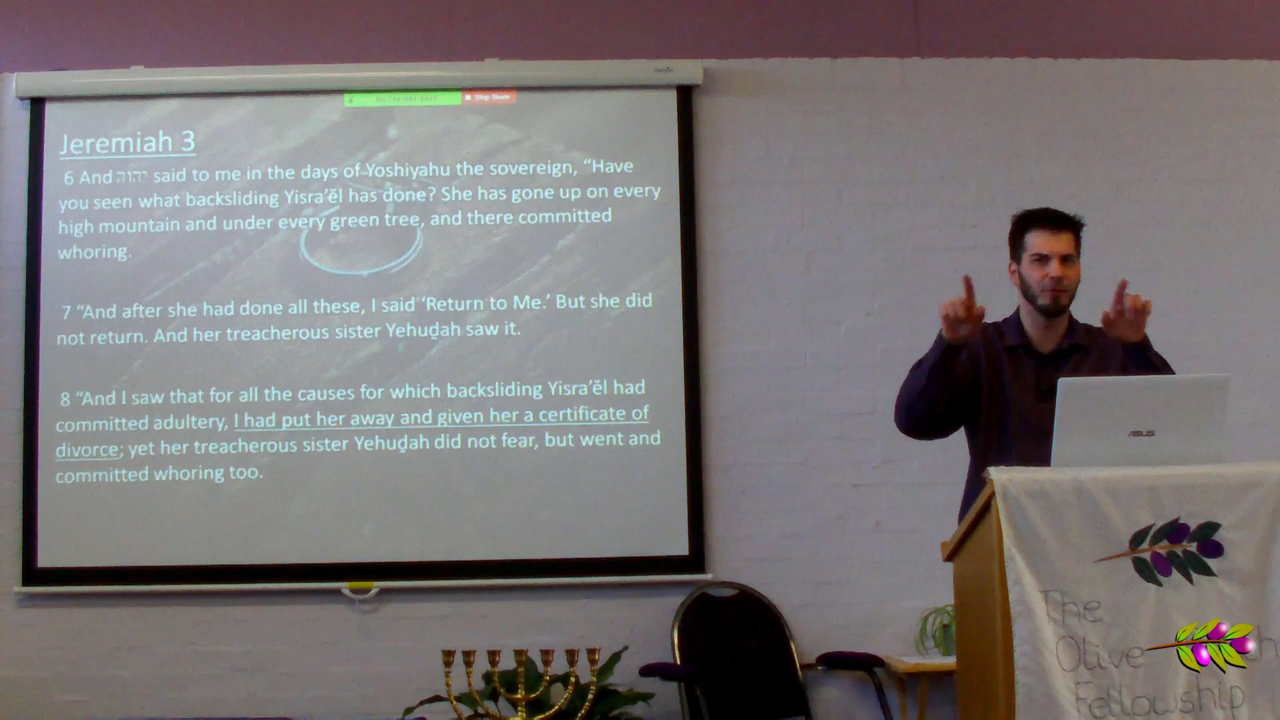 Stop Share
Jeremiah 3
6 And יהוה said to me in the days of Yoshiyahu the sovereign, “Have
you seen what backsliding Yisra’ĕl has done? She has gone up on every
high mountain and under every green tree, and there committed
whoring.
7 “And after she had done all these, I said ‘Return to Me.’ But she did
not return. And her treacherous sister Yehuḏah saw it.
8 “And I saw that for all the causes for which backsliding Yisra’ĕl had
committed adultery, I had put her away and given her a certificate of
divorce; yet her treacherous sister Yehuḏah did not fear, but went and
committed whoring too.
ASUS
The
Olive
Fellowship